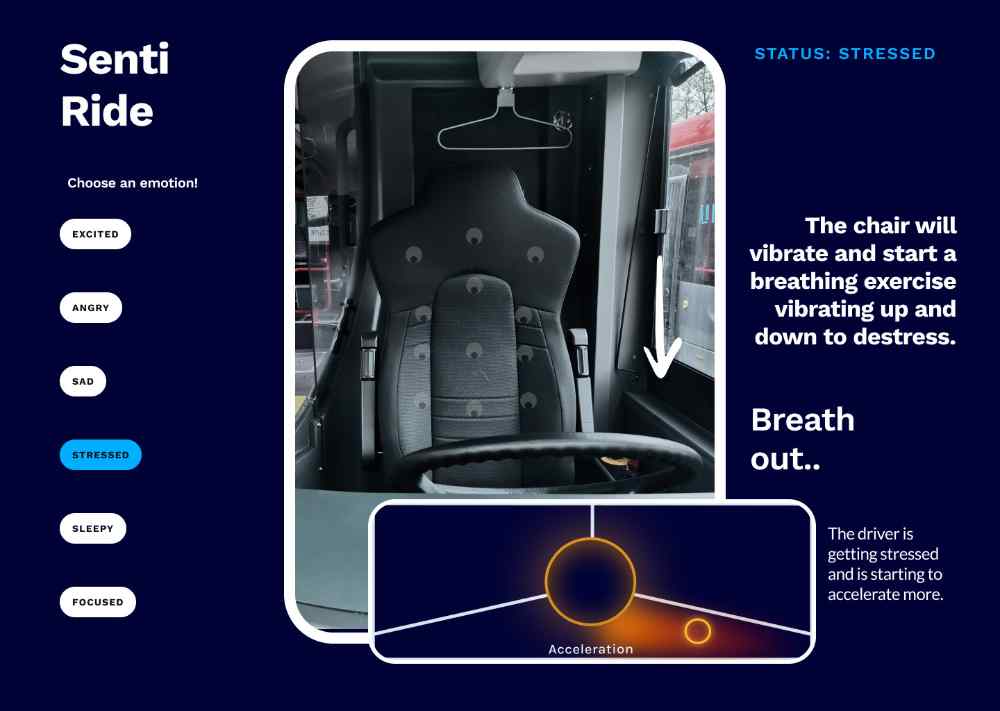 Senti
Ride
Choose an emotion!
EXCITED
ANGRY
SAD
STRESSED
SLEEPY
FOCUSED
STATUS: STRESSED
The chair will
vibrate and start a
breathing exercise
vibrating up and
down to destress.
Breath
out..
The driver is
getting stressed
and is starting to
accelerate more.
Acceleration